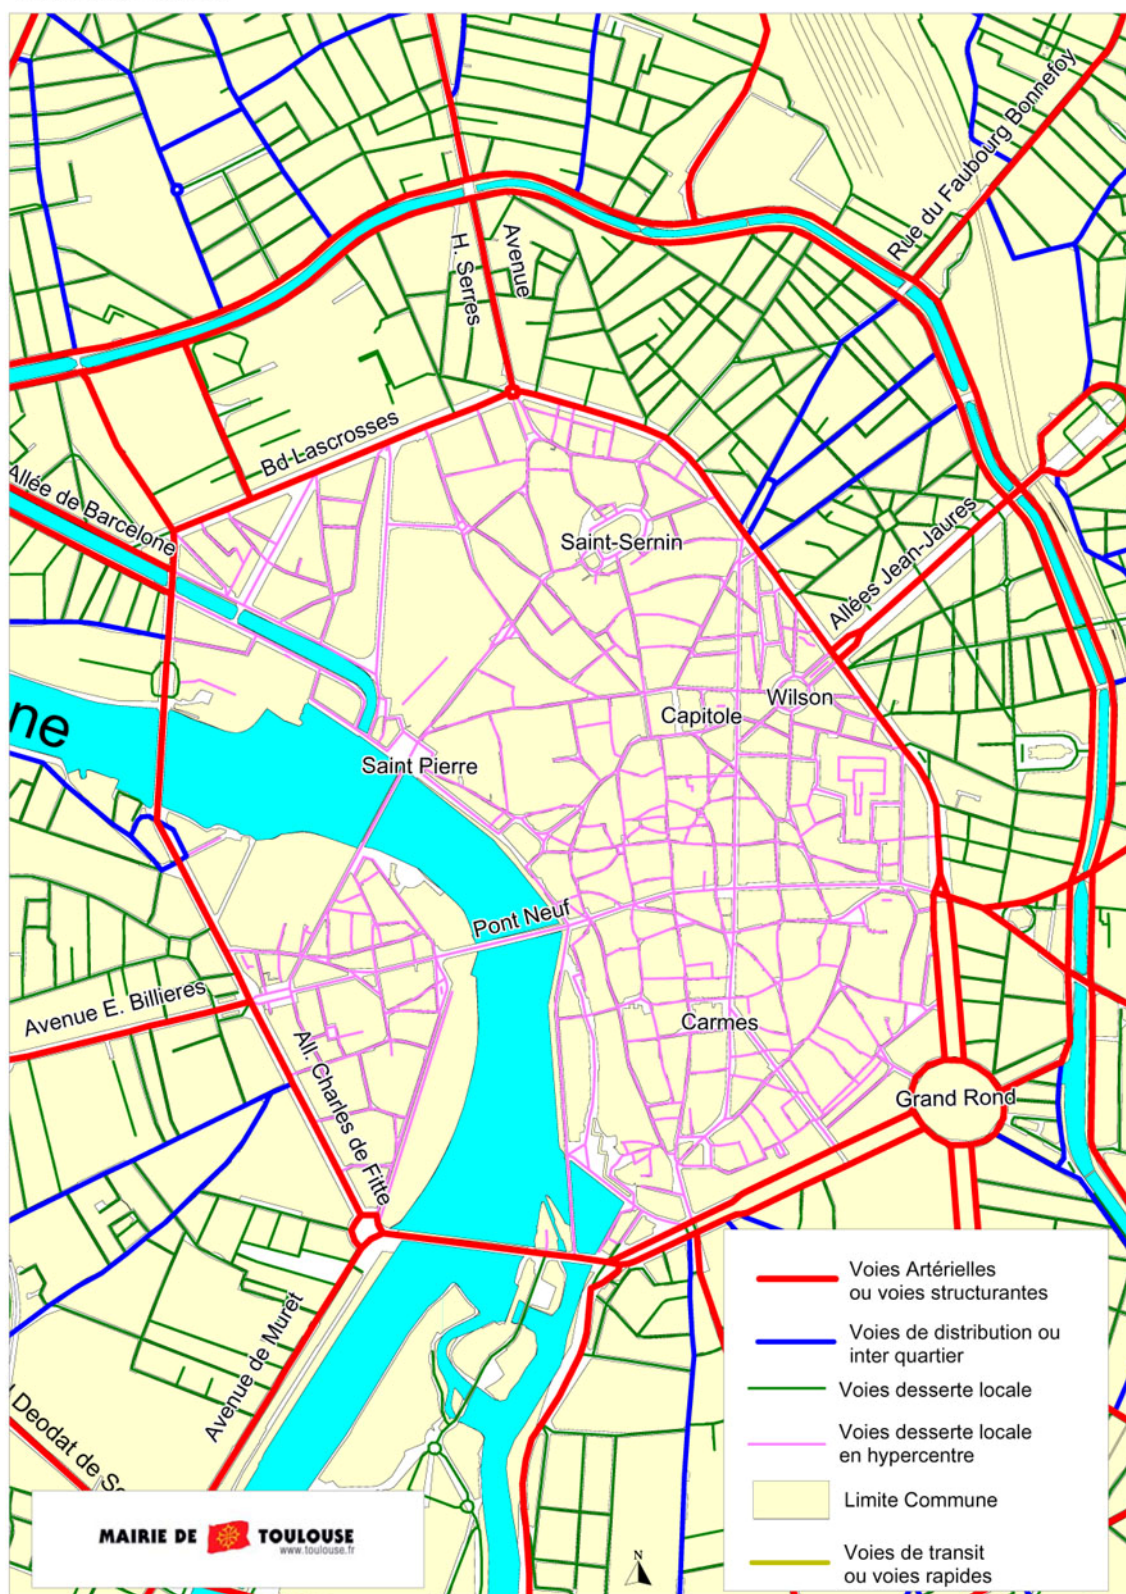 Rue du Faubourg Bonnefoy
Avenue
H. Serres
Bd Lascrosses
Allée de Barcelone
Saint-Sernin
Allées Jean-Jaures
Wilson
Capitole
ne
Saint Pierre
Pont Neuf
Avenue E. Billieres
Carmes
All. Charles de Fitte
Grand Rond
Avenue de Muret
Deodat de
Voies Artérielles
ou voies structurantes
Voies de distribution ou
inter quartier
Voies desserte locale
Voies desserte locale
en hypercentre
Limite Commune
Voies de transit
ou voies rapides
MAIRIE DE TOULOUSE
www.toulouse.fr
N